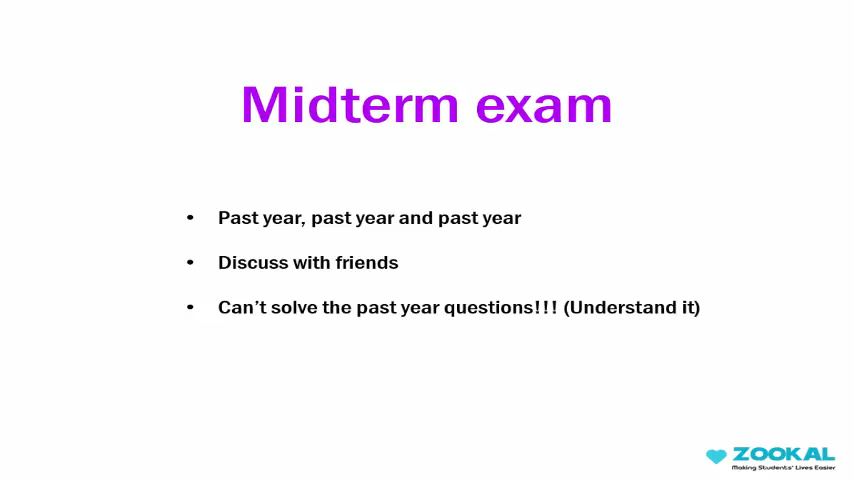 Midterm exam
• Past year, past year and past year
• Discuss with friends
• Can't solve the past year questions!!! (Understand it)
ZOOKAL
Making Students' Lives Easier